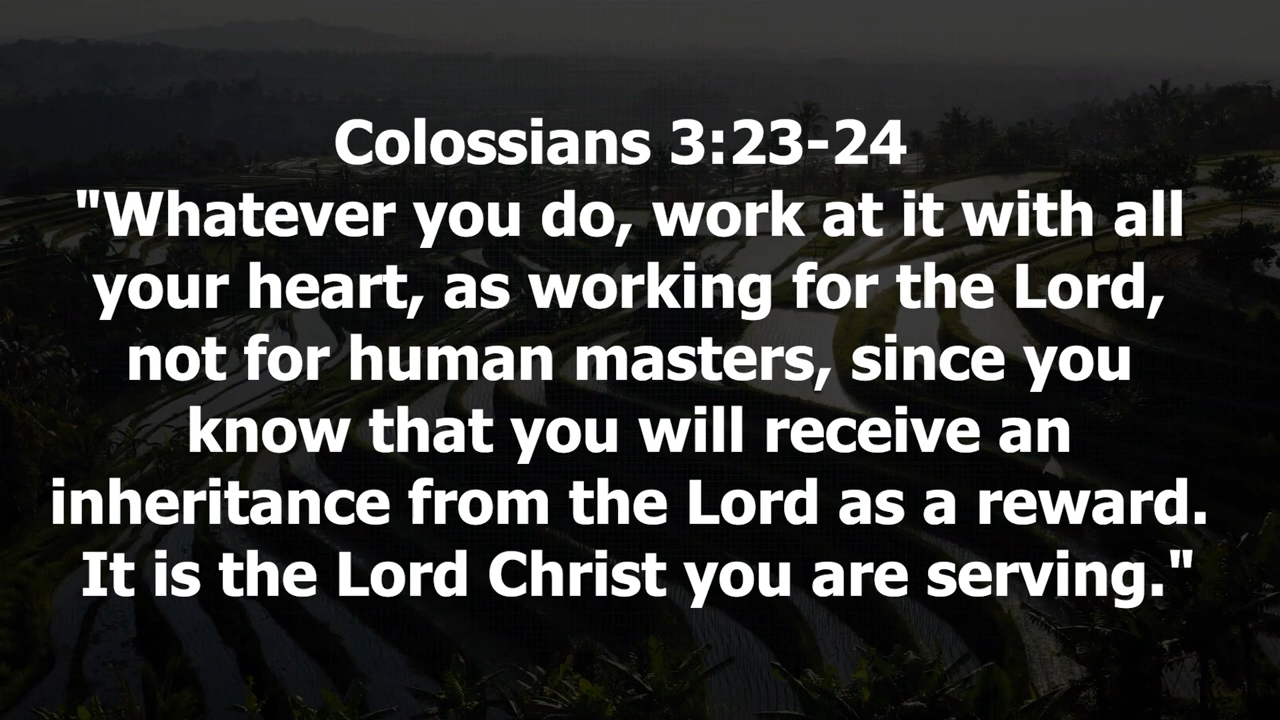 Colossians 3:23-24
"Whatever you do, work at it with all
your heart, as working for the Lord,
not for human masters, since you
know that you will receive an
inheritance from the Lord as a reward.
It is the Lord Christ you are serving."